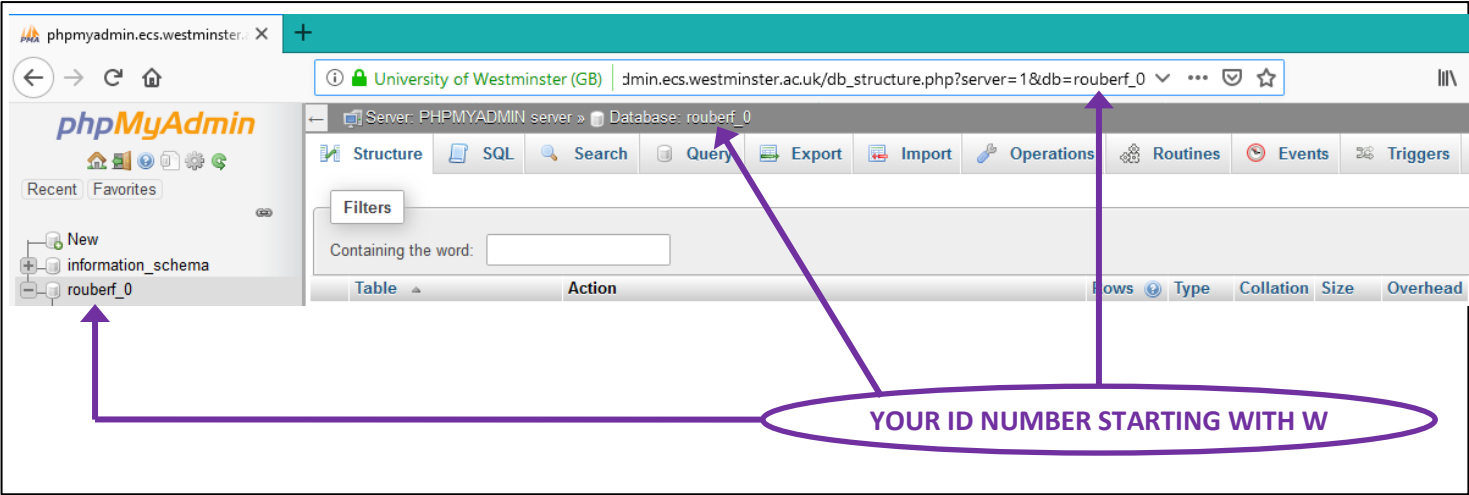 phpmyadmin.ecs.westminster.a
University of Westminster (GB) dmin.ecs.westminster.ac.uk/db_structure.php?server=1&db=rouberf_0
phpMyAdmin
Recent Favorites
New
information_schema
rouberf_0
Server: PHPMYADMIN server » Database: rouberf_0
Structure SQL Search Query Export Import Operations Routines Events Triggers
Filters
Containing the word:
Table Action Rows Type Collation Size Overhead
YOUR ID NUMBER STARTING WITH W